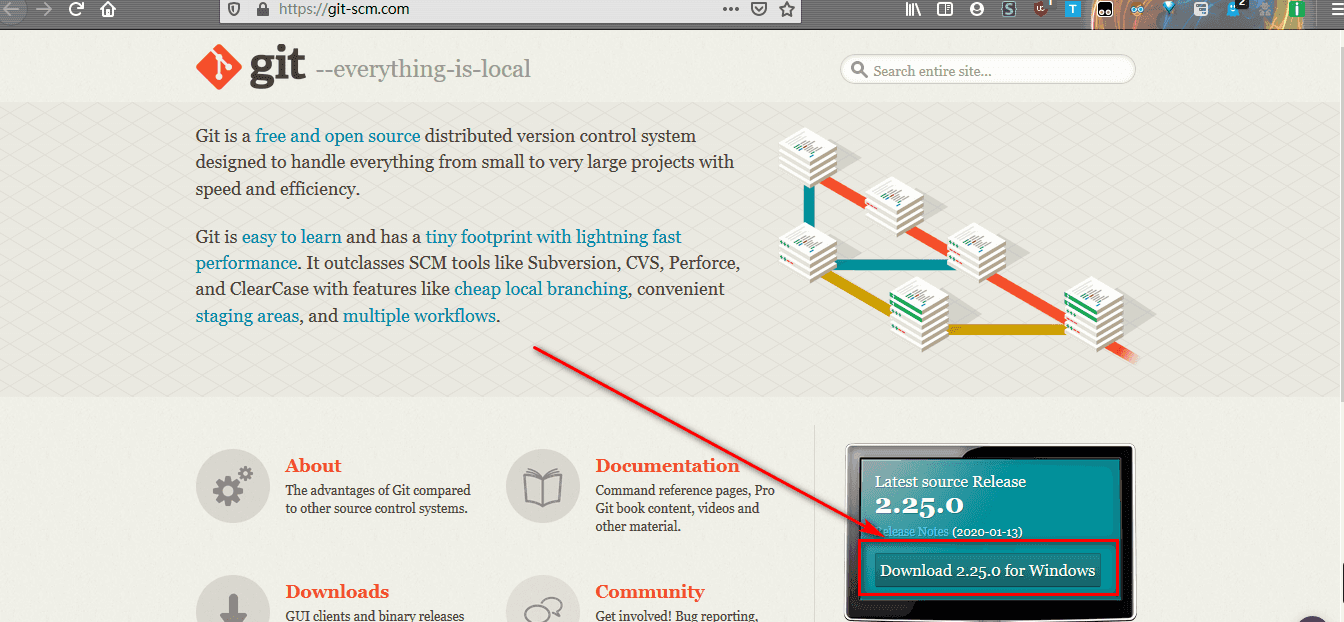 https://git-scm.com
git --everything-is-local
Search entire site...
Git is a free and open source distributed version control system
designed to handle everything from small to very large projects with
speed and efficiency.
Git is easy to learn and has a tiny footprint with lightning fast
performance. It outclasses SCM tools like Subversion, CVS, Perforce,
and ClearCase with features like cheap local branching, convenient
staging areas, and multiple workflows.
About
The advantages of Git compared
to other source control systems.
Documentation
Command reference pages, Pro
Git book content, videos and
other material.
Latest source Release
2.25.0
Release Notes (2020-01-13)
Download 2.25.0 for Windows
Downloads
GUI clients and binary releases
Community
Get involved! Bug reporting,